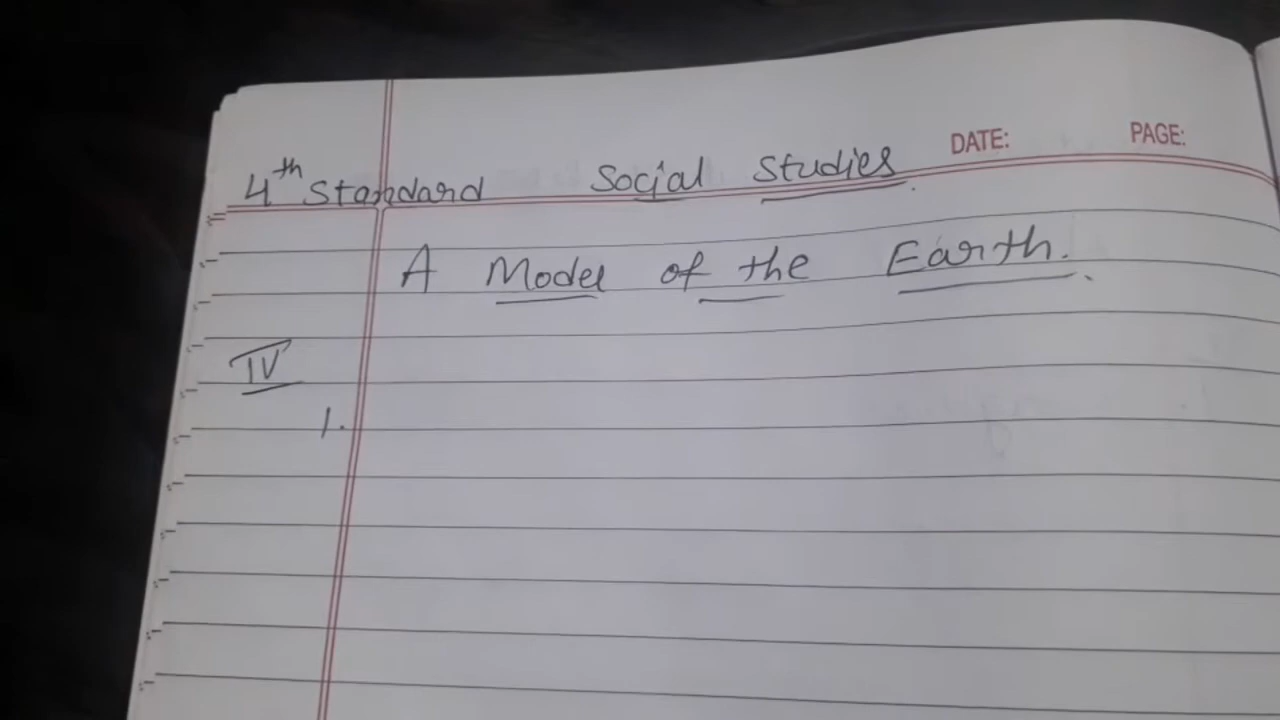 DATE: PAGE:
4th Standard Social Studies
A Model of the Earth.
IV
1.